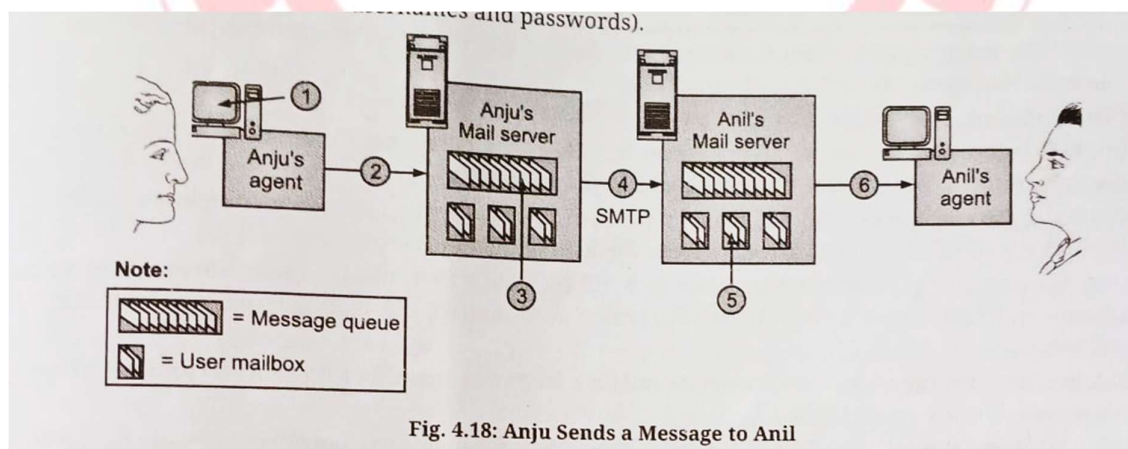 and passwords).
1
Anju's
agent
2
Anju's
Mail server
3
4
SMTP
Anil's
Mail server
5
6
Anil's
agent
Note:
= Message queue
= User mailbox
Fig. 4.18: Anju Sends a Message to Anil